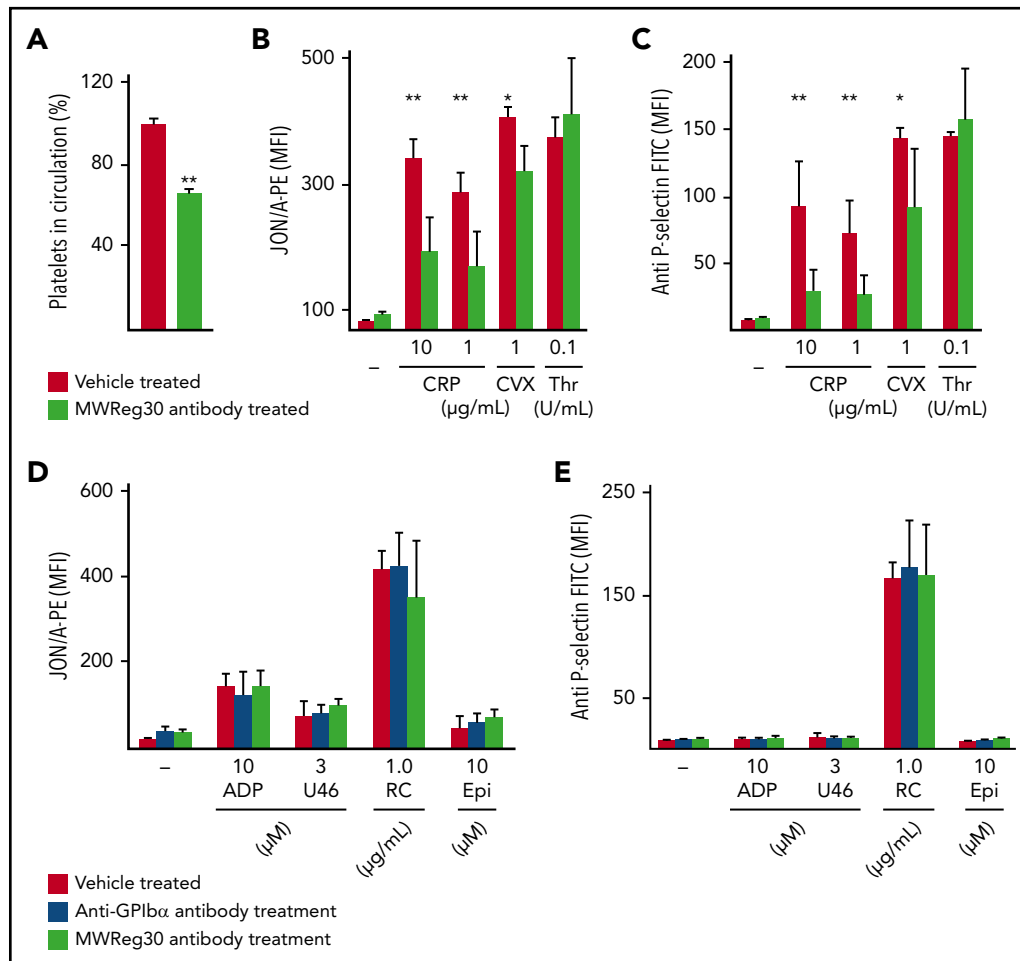 A
Platelets in circulation (%)
120
80
40
**
Vehicle treated
MWReg30 antibody treated
B
JON/A-PE (MFI)
500
300
100
** ** *
– 10 1 1 0.1
CRP CVX Thr
(µg/mL) (U/mL)
C
Anti P-selectin FITC (MFI)
200
150
100
50
** ** *
– 10 1 1 0.1
CRP CVX Thr
(µg/mL) (U/mL)
D
JON/A-PE (MFI)
600
400
200
– 10 3 1.0 10
ADP U46 RC Epi
(µM) (µg/mL) (µM)
E
Anti P-selectin FITC (MFI)
250
150
50
– 10 3 1.0 10
ADP U46 RC Epi
(µM) (µg/mL) (µM)
Vehicle treated
Anti-GPIbα antibody treatment
MWReg30 antibody treatment